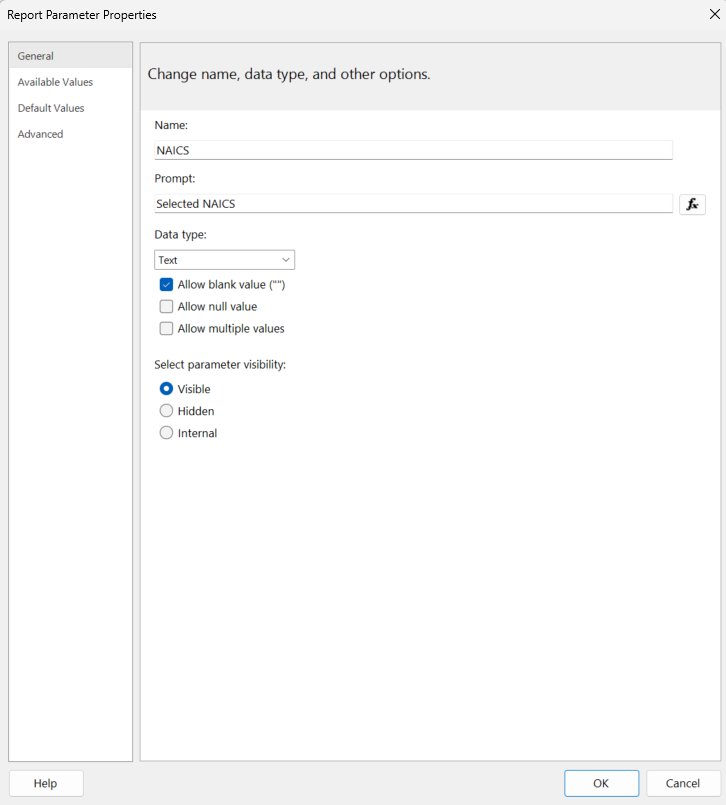 Report Parameter Properties
General
Available Values
Default Values
Advanced
Change name, data type, and other options.
Name:
NAICS
Prompt:
Selected NAICS
fx
Data type:
Text
Allow blank value ("")
Allow null value
Allow multiple values
Select parameter visibility:
Visible
Hidden
Internal
Help
OK
Cancel